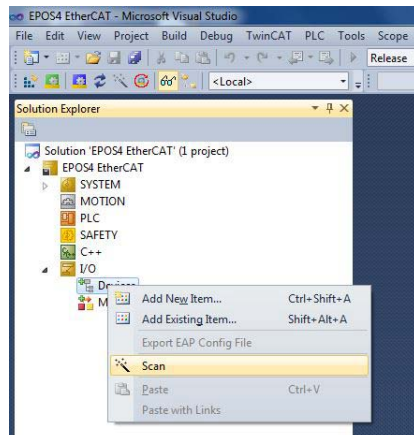 EPOS4 EtherCAT - Microsoft Visual Studio
File Edit View Project Build Debug TwinCAT PLC Tools Scope
Release
<Local>
Solution Explorer
Solution 'EPOS4 EtherCAT' (1 project)
EPOS4 EtherCAT
SYSTEM
MOTION
PLC
SAFETY
C++
I/O
Add New Item... Ctrl+Shift+A
Add Existing Item... Shift+Alt+A
Export EAP Config File
Scan
Paste Ctrl+V
Paste with Links